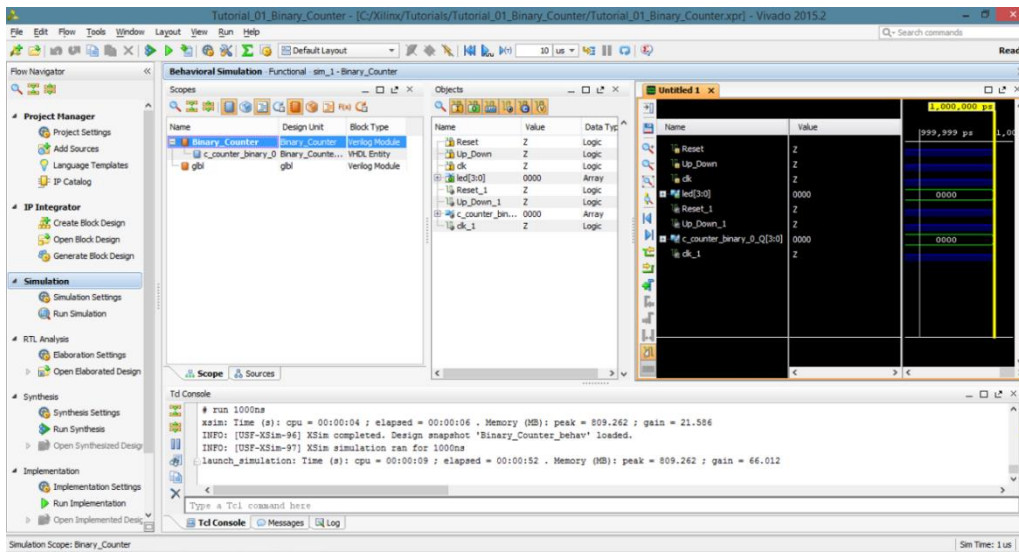 Tutorial_01_Binary_Counter - [C:/Xilinx/Tutorials/Tutorial_01_Binary_Counter/Tutorial_01_Binary_Counter.xpr] - Vivado 2015.2
File Edit Flow Tools Window Layout View Run Help
Search commands
Default Layout
10 us
Read
Flow Navigator
Behavioral Simulation - Functional - sim_1 - Binary_Counter
Project Manager
Project Settings
Add Sources
Language Templates
IP Catalog
IP Integrator
Create Block Design
Open Block Design
Generate Block Design
Simulation
Simulation Settings
Run Simulation
RTL Analysis
Elaboration Settings
Open Elaborated Design
Synthesis
Synthesis Settings
Run Synthesis
Open Synthesized Desig
Implementation
Implementation Settings
Run Implementation
Open Implemented Desig
Scopes
Name Design Unit Block Type
Binary_Counter Binary_Counter Verilog Module
c_counter_binary_0 Binary_Counte... VHDL Entity
glbl glbl Verilog Module
Scope Sources
Objects
Name Value Data Typ
Reset Z Logic
Up_Down Z Logic
clk Z Logic
led[3:0] 0000 Array
Reset_1 Z Logic
Up_Down_1 Z Logic
c_counter_bin... 0000 Array
clk_1 Z Logic
Untitled 1
1,000,000 ps
Name Value
999,999 ps 1,00
Reset Z
Up_Down Z
clk Z
led[3:0] 0000 0000
Reset_1 Z
Up_Down_1 Z
c_counter_binary_0_Q[3:0] 0000 0000
clk_1 Z
Tcl Console
# run 1000ns
xsim: Time (s): cpu = 00:00:04 ; elapsed = 00:00:06 . Memory (MB): peak = 809.262 ; gain = 21.586
INFO: [USF-XSim-96] XSim completed. Design snapshot 'Binary_Counter_behav' loaded.
INFO: [USF-XSim-97] XSim simulation ran for 1000ns
launch_simulation: Time (s): cpu = 00:00:09 ; elapsed = 00:00:52 . Memory (MB): peak = 809.262 ; gain = 66.012
Type a Tcl command here
Tcl Console Messages Log
Simulation Scope: Binary_Counter
Sim Time: 1 us